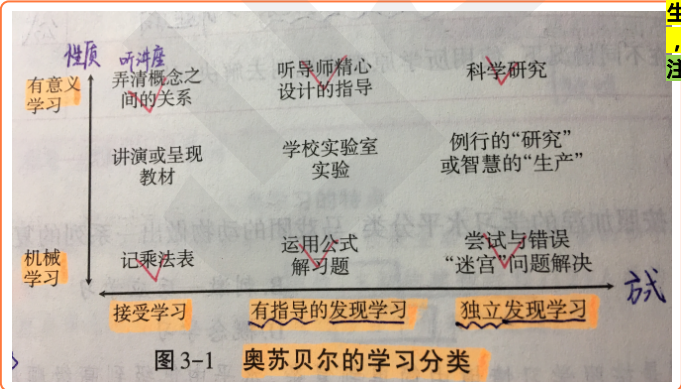 生
，
注
性质 听讲座
有意义
学习
弄清概念之
间的关系
听导师精心
设计的指导
科学研究
讲演或呈现
教材
学校实验室
实验
例行的“研究”
或智慧的“生产”
机械
学习
记乘法表
运用公式
解习题
尝试与错误
“迷宫”问题解决
接受学习
有指导的发现学习
独立发现学习
方式
图 3-1 奥苏贝尔的学习分类